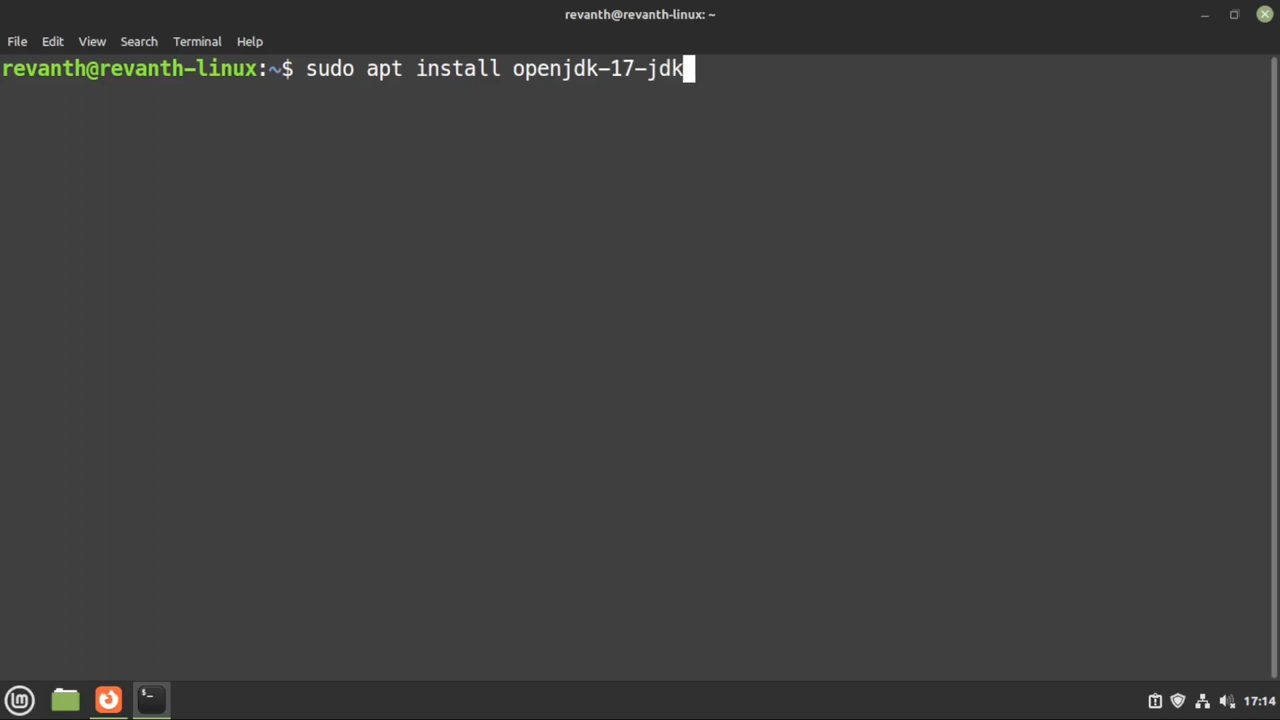 revanth@revanth-linux: ~
File Edit View Search Terminal Help
revanth@revanth-linux:~$ sudo apt install openjdk-17-jdk
17:14